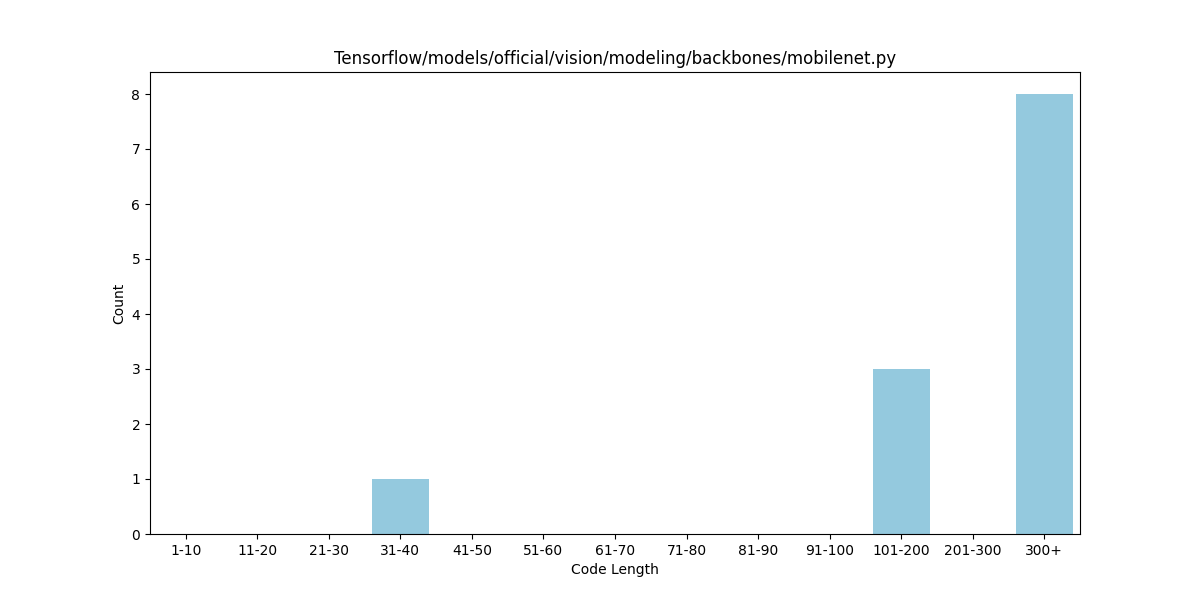 Tensorflow/models/official/vision/modeling/backbones/mobilenet.py
8
7
6
5
4
3
2
1
0
Count
1-10 11-20 21-30 31-40 41-50 51-60 61-70 71-80 81-90 91-100 101-200 201-300 300+
Code Length